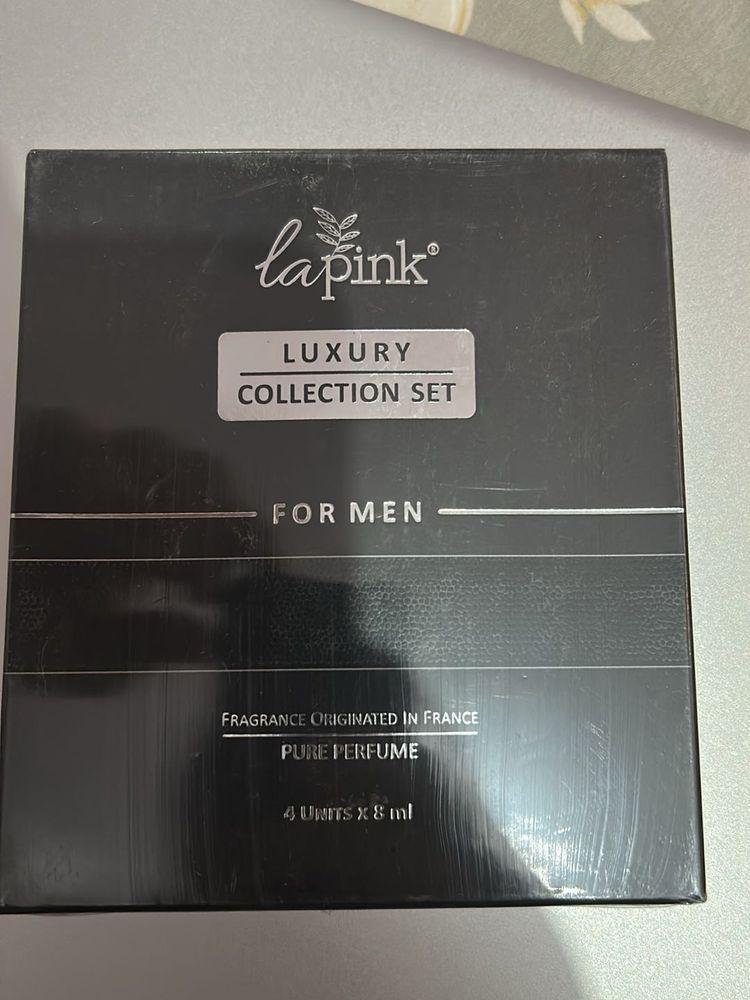 lapink®
LUXURY
COLLECTION SET
FOR MEN
FRAGRANCE ORIGINATED IN FRANCE
PURE PERFUME
4 UNITS X 8 ml